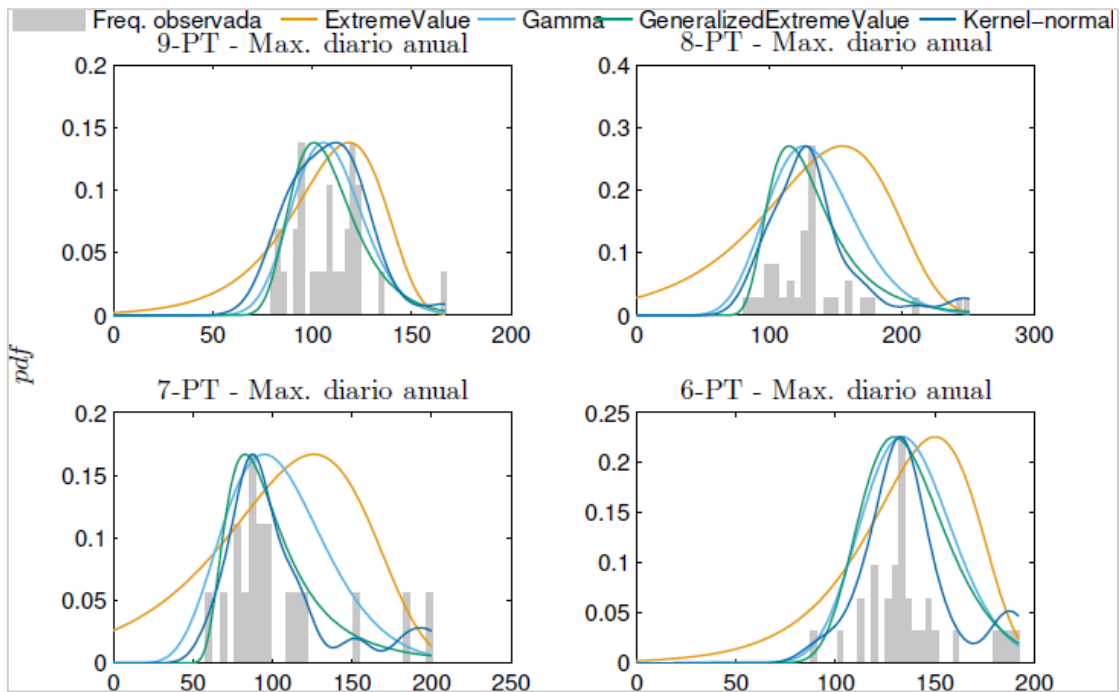 Freq. observada ExtremeValue Gamma GeneralizedExtremeValue Kernel-normal
9-PT - Max. diario anual
0.2
0.15
0.1
0.05
0
0 50 100 150 200
8-PT - Max. diario anual
0.4
0.3
0.2
0.1
0
0 100 200 300
pdf
7-PT - Max. diario anual
0.2
0.15
0.1
0.05
0
0 50 100 150 200 250
6-PT - Max. diario anual
0.25
0.2
0.15
0.1
0.05
0
0 50 100 150 200